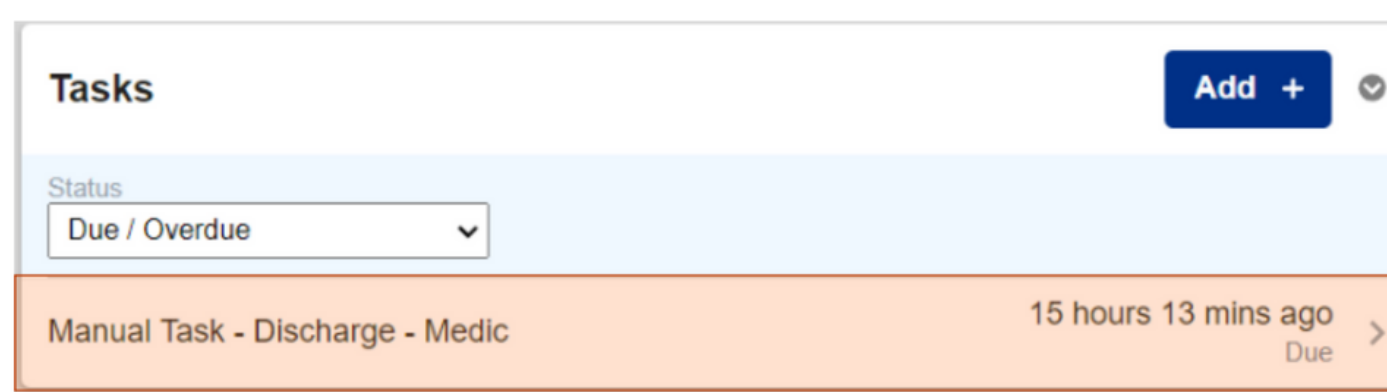 Tasks
Add +
Status
Due / Overdue
Manual Task - Discharge - Medic
15 hours 13 mins ago
Due